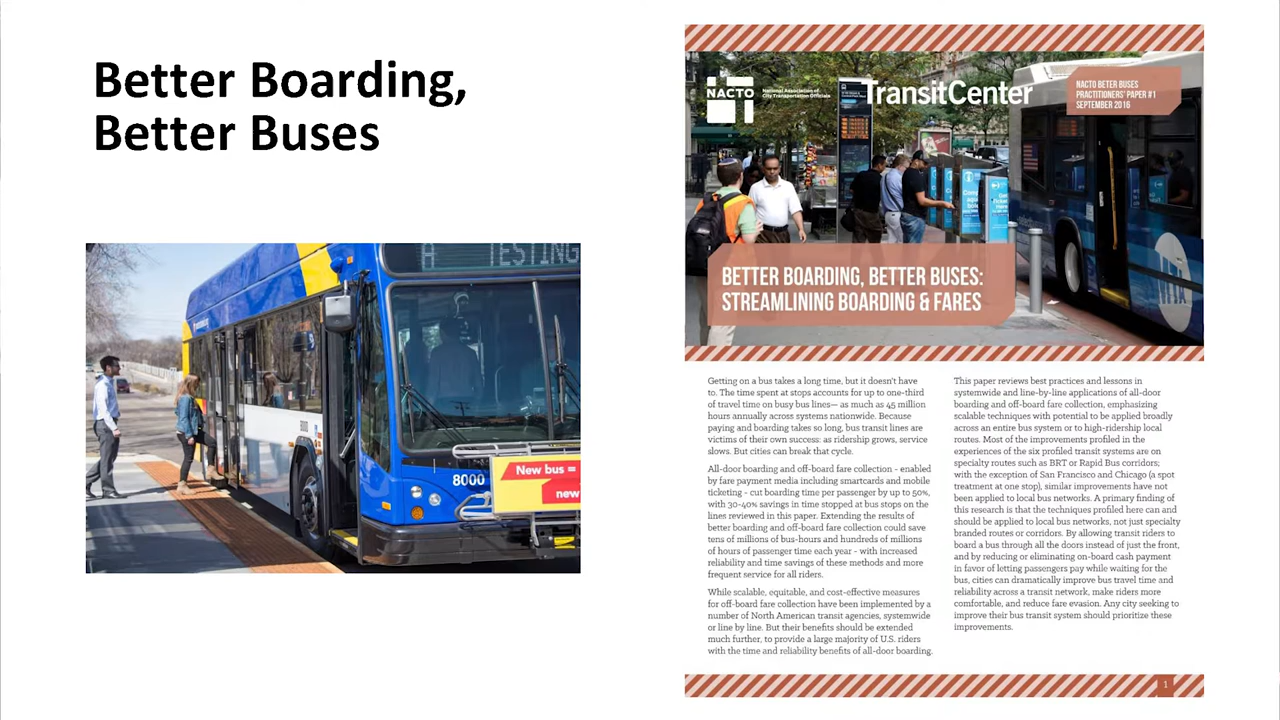 Better Boarding,
Better Buses
A TESTING
8000
New bus =
new
NACTO
National Association of
City Transportation Officials
TransitCenter
NACTO BETER BUSES
PRACTITIONERS' PAPER #1
SEPTEMBER 2016
BETTER BOARDING, BETTER BUSES:
STREAMLINING BOARDING & FARES
Getting on a bus takes a long time, but it doesn't have
to. The time spent at stops accounts for up to one-third
of travel time on busy bus lines— as much as 45 million
hours annually across systems nationwide. Because
paying and boarding takes so long, bus transit lines are
victims of their own success: as ridership grows, service
slows. But cities can break that cycle.
All-door boarding and off-board fare collection - enabled
by fare payment media including smartcards and mobile
ticketing - cut boarding time per passenger by up to 50%,
with 30-40% savings in time stopped at bus stops on the
lines reviewed in this paper. Extending the results of
better boarding and off-board fare collection could save
tens of millions of bus-hours and hundreds of millions
of hours of passenger time each year - with increased
reliability and time savings of these methods and more
frequent service for all riders.
While scalable, equitable, and cost-effective measures
for off-board fare collection have been implemented by a
number of North American transit agencies, systemwide
or line by line. But their benefits should be extended
much further, to provide a large majority of U.S. riders
with the time and reliability benefits of all-door boarding.
This paper reviews best practices and lessons in
systemwide and line-by-line applications of all-door
boarding and off-board fare collection, emphasizing
scalable techniques with potential to be applied broadly
across an entire bus system or to high-ridership local
routes. Most of the improvements profiled in the
experiences of the six profiled transit systems are on
specialty routes such as BRT or Rapid Bus corridors;
with the exception of San Francisco and Chicago (a spot
treatment at one stop), similar improvements have not
been applied to local bus networks. A primary finding of
this research is that the techniques profiled here can and
should be applied to local bus networks, not just specialty
branded routes or corridors. By allowing transit riders to
board a bus through all the doors instead of just the front,
and by reducing or eliminating on-board cash payment
in favor of letting passengers pay while waiting for the
bus, cities can dramatically improve bus travel time and
reliability across a transit network, make riders more
comfortable, and reduce fare evasion. Any city seeking to
improve their bus transit system should prioritize these
improvements.
1